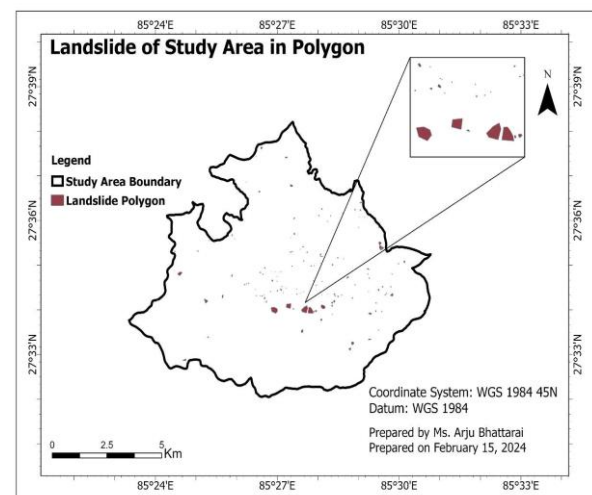 85°24'E 85°27'E 85°30'E 85°33'E
Landslide of Study Area in Polygon
27°39'N
27°39'N
N
Legend
Study Area Boundary
Landslide Polygon
27°36'N
27°36'N
27°33'N
27°33'N
Coordinate System: WGS 1984 45N
Datum: WGS 1984
Prepared by Ms. Arju Bhattarai
Prepared on February 15, 2024
0 2.5 5
Km
85°24'E 85°27'E 85°30'E 85°33'E